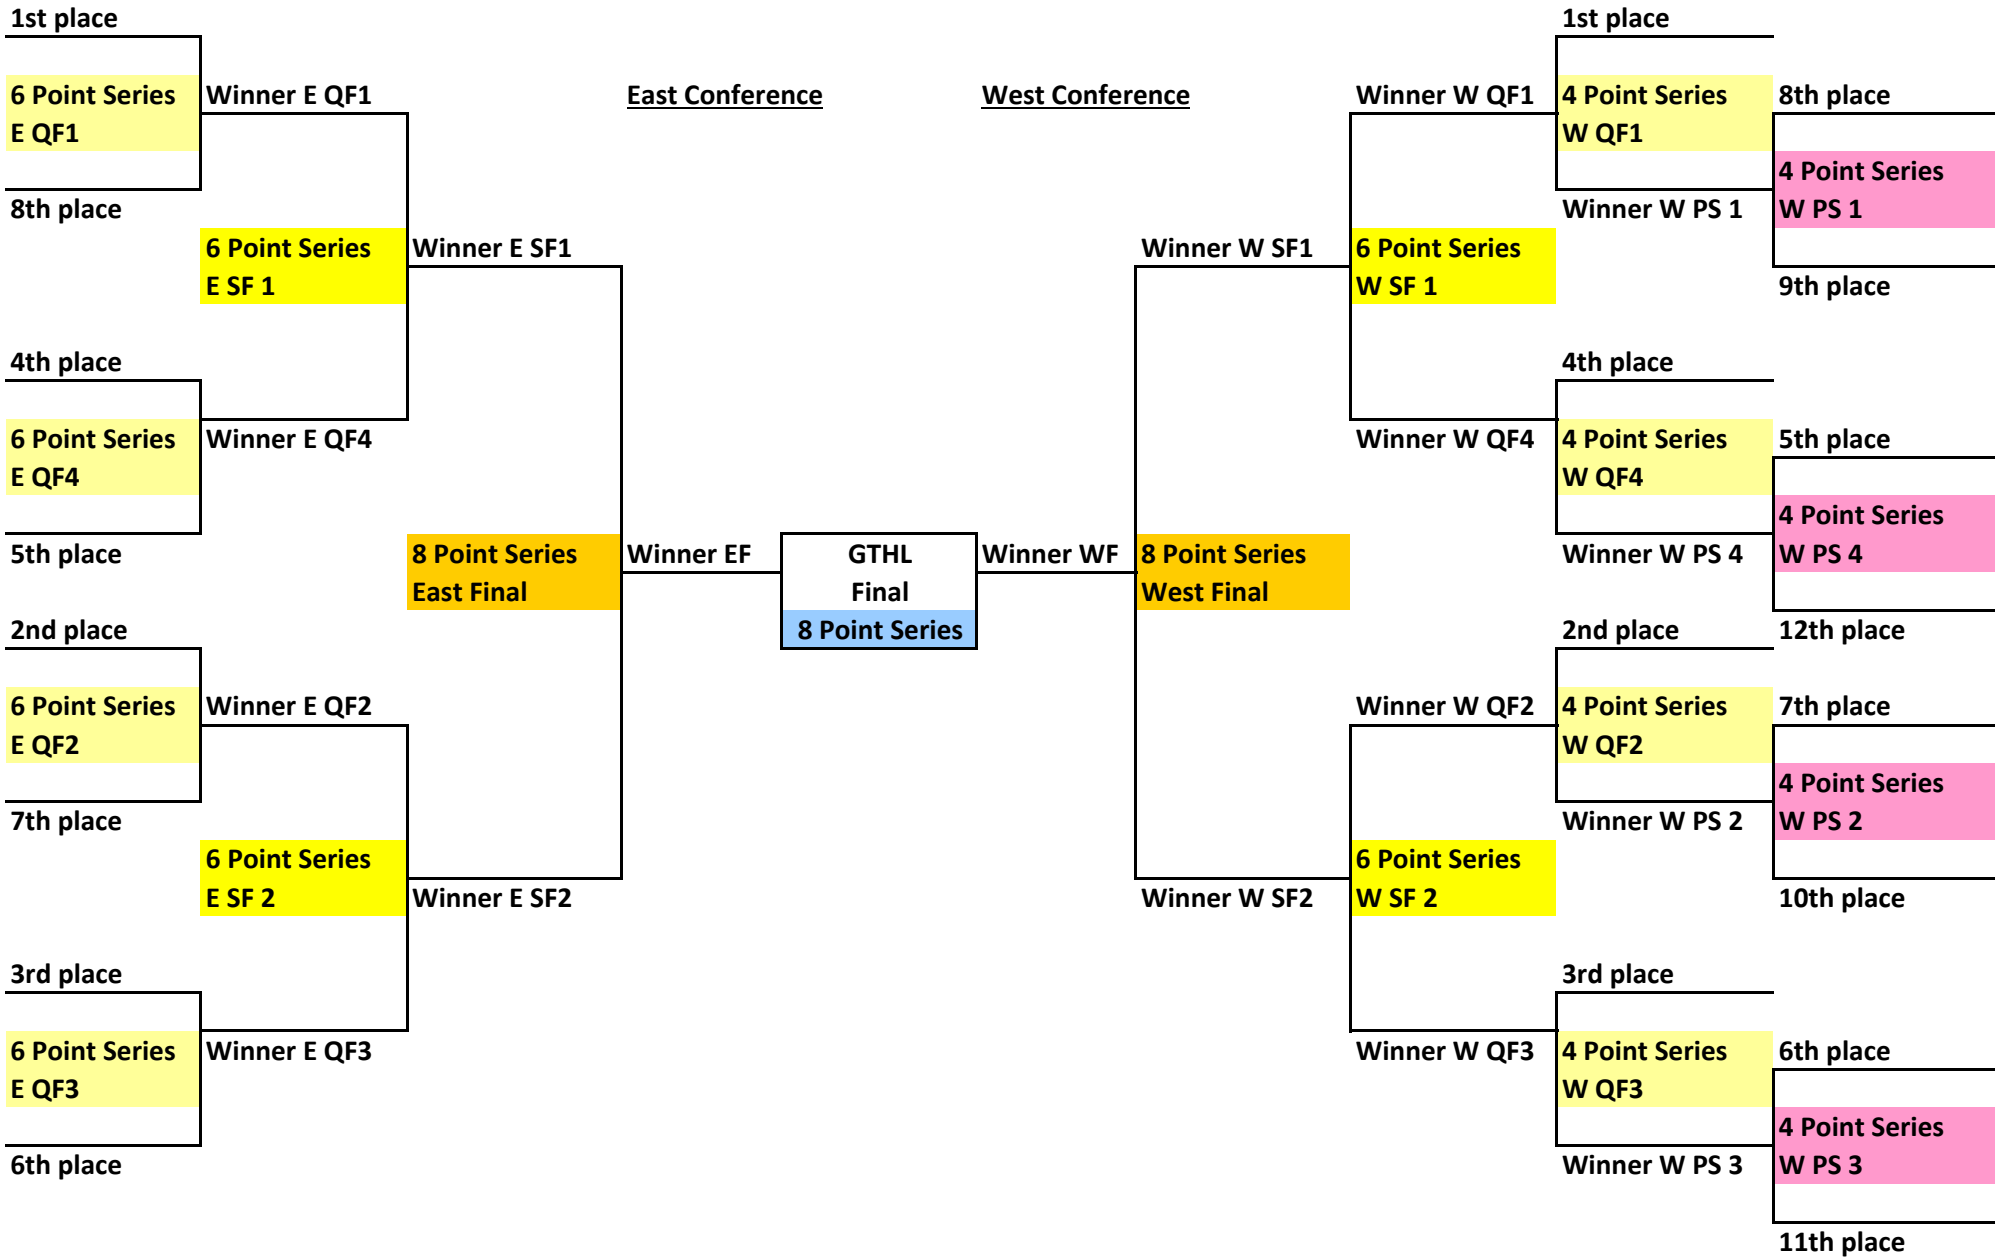 1st place
6 Point Series
E QF1
8th place
Winner E QF1
6 Point Series
E SF 1
4th place
6 Point Series
E QF4
5th place
Winner E QF4
Winner E SF1
8 Point Series
East Final
2nd place
6 Point Series
E QF2
7th place
Winner E QF2
6 Point Series
E SF 2
Winner E SF2
3rd place
6 Point Series
E QF3
6th place
Winner E QF3
East Conference
Winner EF
GTHL
Final
8 Point Series
West Conference
Winner WF
8 Point Series
West Final
Winner W SF1
Winner W SF2
Winner W QF1
6 Point Series
W SF 1
Winner W QF4
Winner W QF2
6 Point Series
W SF 2
Winner W QF3
1st place
4 Point Series
W QF1
Winner W PS 1
8th place
4 Point Series
W PS 1
9th place
4th place
4 Point Series
W QF4
Winner W PS 4
5th place
4 Point Series
W PS 4
12th place
2nd place
4 Point Series
W QF2
Winner W PS 2
7th place
4 Point Series
W PS 2
10th place
3rd place
4 Point Series
W QF3
Winner W PS 3
6th place
4 Point Series
W PS 3
11th place